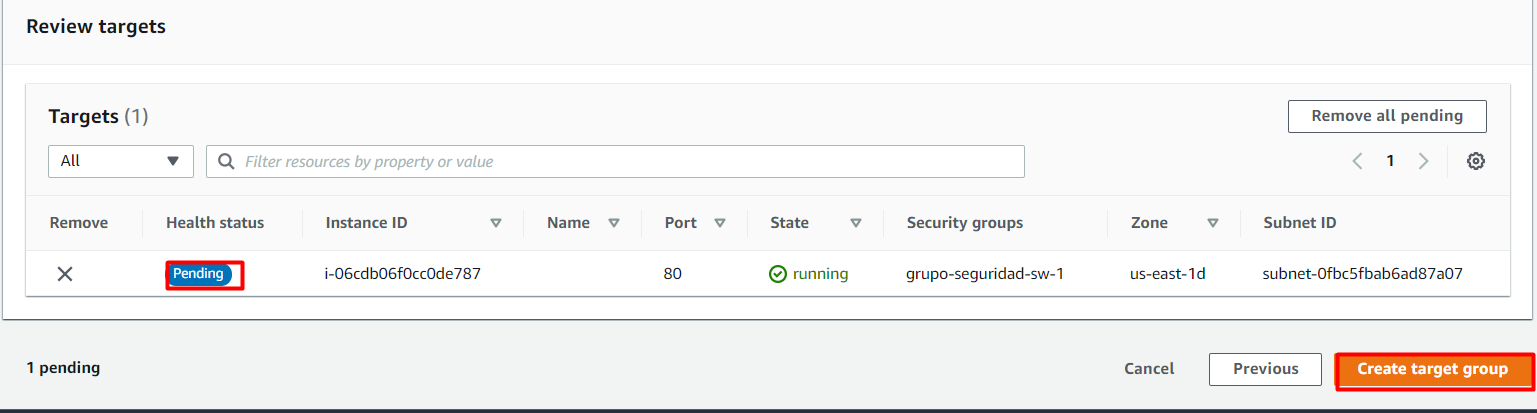 Review targets
Targets (1)
Remove all pending
All
Filter resources by property or value
1
Remove Health status Instance ID Name Port State Security groups Zone Subnet ID
Pending i-06cdb06f0cc0de787 80 running grupo-seguridad-sw-1 us-east-1d subnet-0fbc5fbab6ad87a07
1 pending
Cancel Previous Create target group